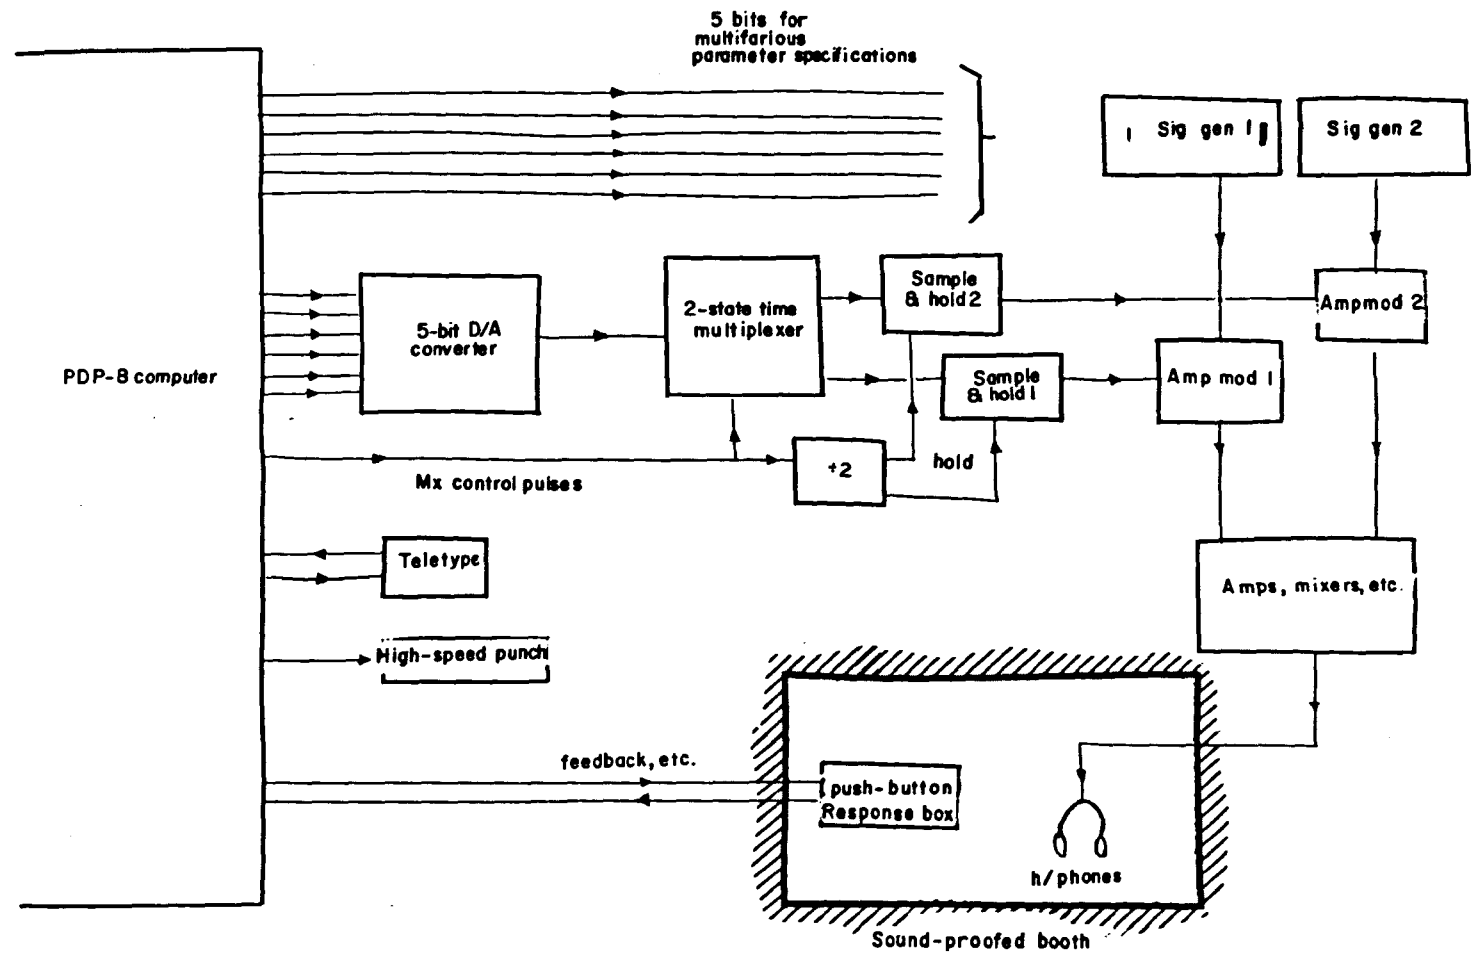 5 bits for
multifarious
parameter specifications
Sig gen 1
Sig gen 2
Sample
& hold 2
2-state time
multiplexer
Amp mod 2
5-bit D/A
converter
PDP-8 computer
Sample
& hold 1
Amp mod 1
÷2
hold
Mx control pulses
Teletype
Amps, mixers, etc.
High-speed punch
feedback, etc.
push-button
Response box
h/phones
Sound-proofed booth